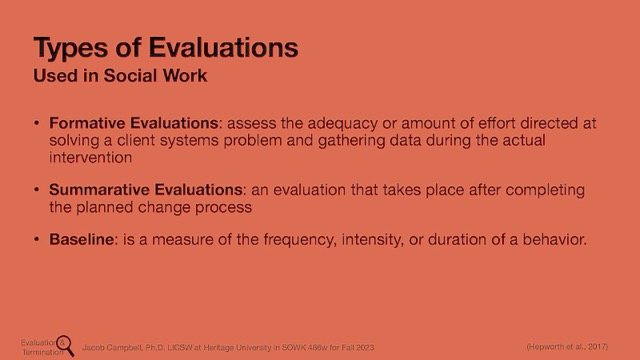 Types of Evaluations
Used in Social Work
• Formative Evaluations: assess the adequacy or amount of effort directed at
solving a client systems problem and gathering data during the actual
intervention
• Summarative Evaluations: an evaluation that takes place after completing
the planned change process
• Baseline: is a measure of the frequency, intensity, or duration of a behavior.
Evaluation &
Termination
Jacob Campbell, Ph.D. LICSW at Heritage University in SOWK 486w for Fall 2023
(Hepworth et al., 2017)